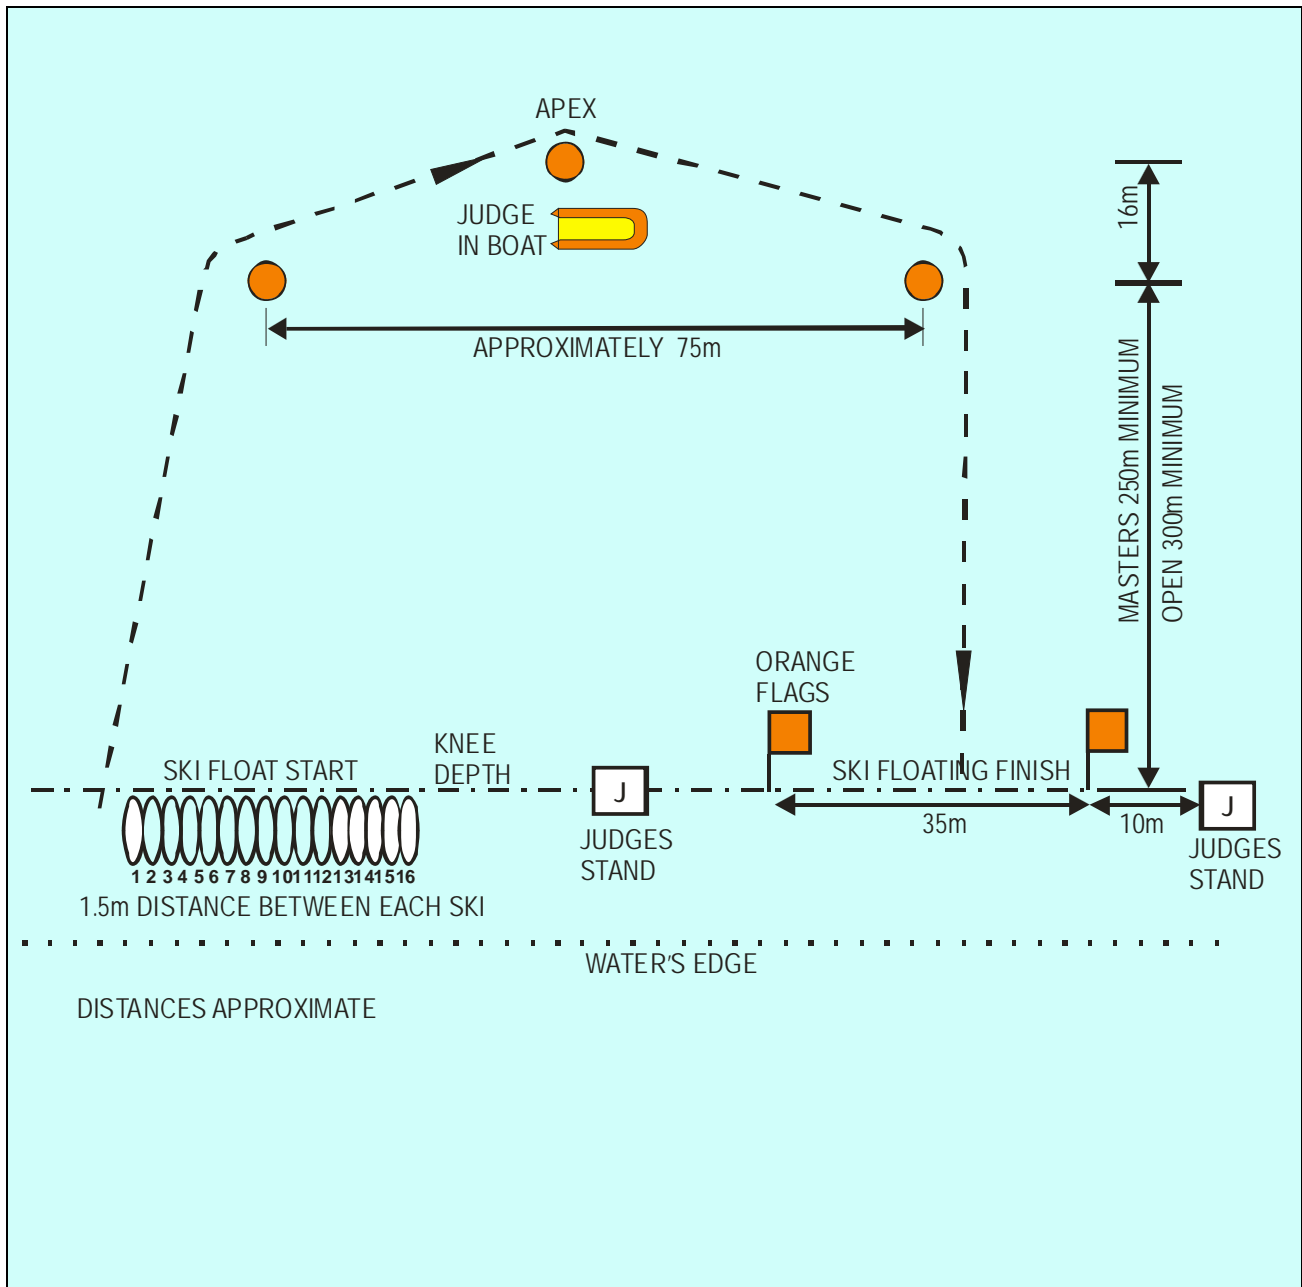 APEX
JUDGE
IN BOAT
16m
APPROXIMATELY 75m
MASTERS 250m MINIMUM
OPEN 300m MINIMUM
ORANGE
FLAGS
KNEE
DEPTH
SKI FLOAT START
SKI FLOATING FINISH
J
J
35m
10m
JUDGES
STAND
JUDGES
STAND
1 2 3 4 5 6 7 8 9 10 11 12 13 14 15 16
1.5m DISTANCE BETWEEN EACH SKI
WATER'S EDGE
DISTANCES APPROXIMATE